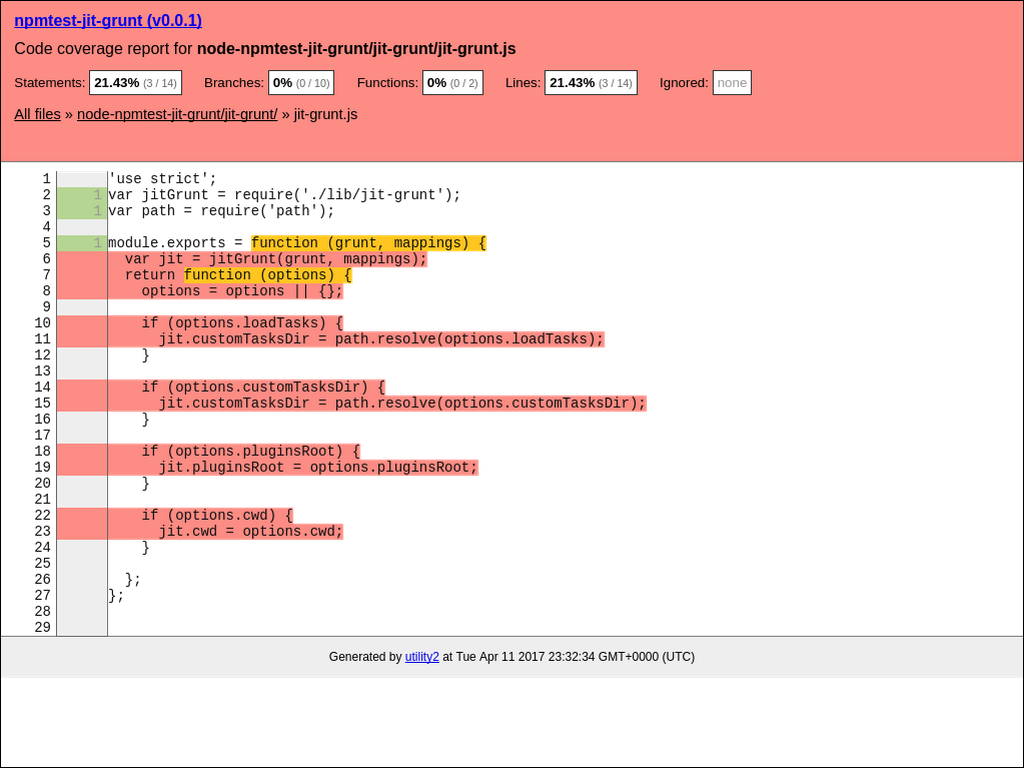 npmtest-jit-grunt (v0.0.1)
Code coverage report for node-npmtest-jit-grunt/jit-grunt/jit-grunt.js
Statements: 21.43% (3 / 14) Branches: 0% (0 / 10) Functions: 0% (0 / 2) Lines: 21.43% (3 / 14) Ignored: none
All files » node-npmtest-jit-grunt/jit-grunt/ » jit-grunt.js
1 'use strict';
2 1 var jitGrunt = require('./lib/jit-grunt');
3 1 var path = require('path');
4
5 1 module.exports = function (grunt, mappings) {
6   var jit = jitGrunt(grunt, mappings);
7   return function (options) {
8     options = options || {};
9
10     if (options.loadTasks) {
11       jit.customTasksDir = path.resolve(options.loadTasks);
12     }
13
14     if (options.customTasksDir) {
15       jit.customTasksDir = path.resolve(options.customTasksDir);
16     }
17
18     if (options.pluginsRoot) {
19       jit.pluginsRoot = options.pluginsRoot;
20     }
21
22     if (options.cwd) {
23       jit.cwd = options.cwd;
24     }
25
26   };
27 };
28
29
Generated by utility2 at Tue Apr 11 2017 23:32:34 GMT+0000 (UTC)